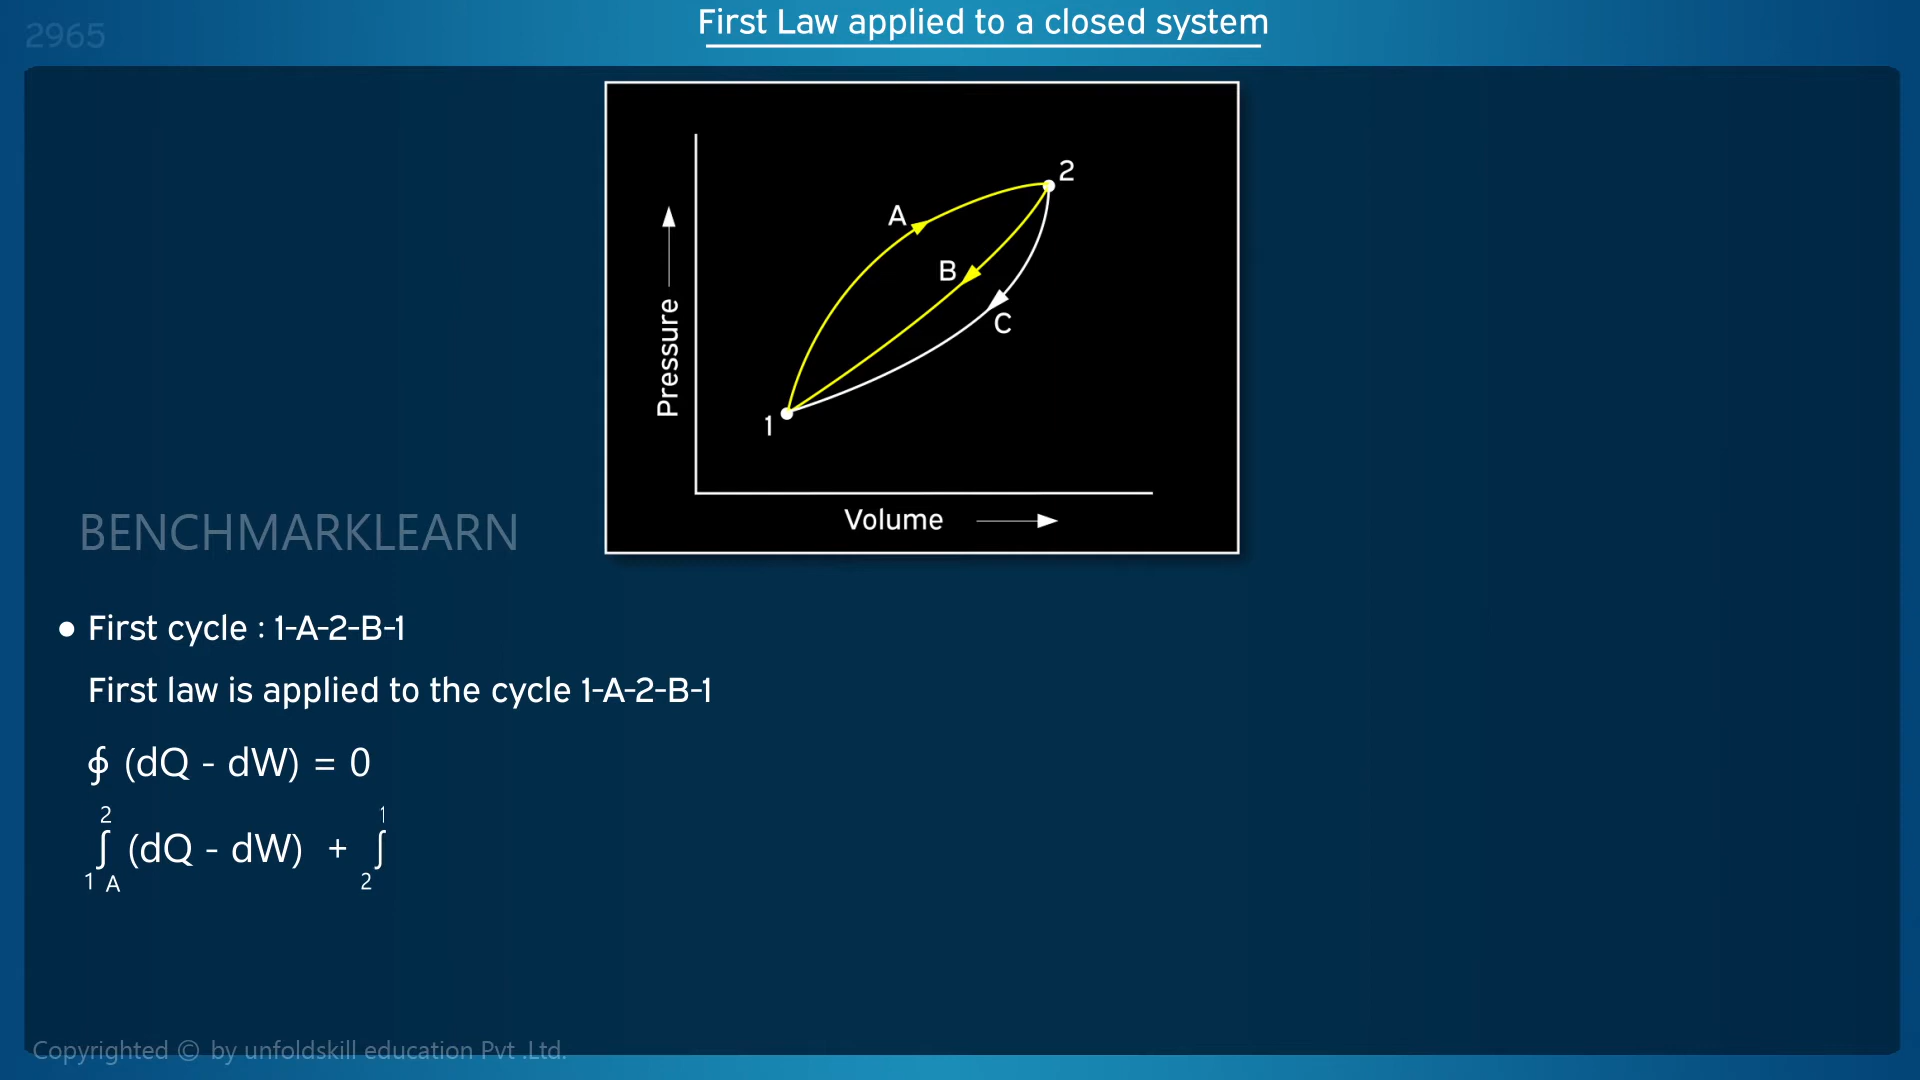 2965
First Law applied to a closed system
2
A
B
C
1
Pressure
Volume
BENCHMARKLEARN
● First cycle : 1-A-2-B-1
First law is applied to the cycle 1-A-2-B-1
∮ (dQ - dW) = 0
2 1
∫ (dQ - dW) + ∫
1 A 2
Copyrighted © by unfoldskill education Pvt .Ltd.